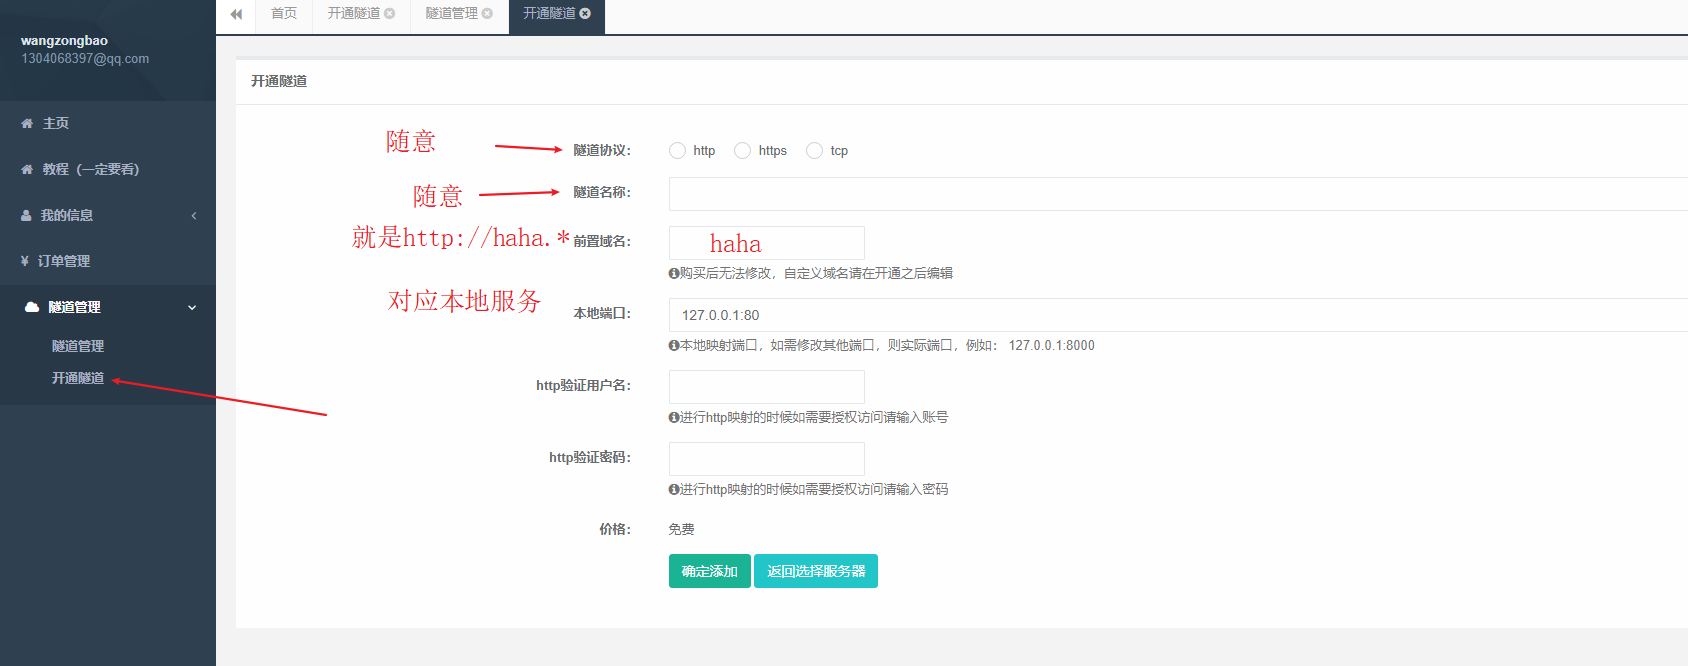 首页
开通隧道
隧道管理
开通隧道
wangzongbao
1304068397@qq.com
主页
教程（一定要看）
我的信息
¥ 订单管理
隧道管理
隧道管理
开通隧道
开通隧道
随意
隧道协议：
http
https
tcp
随意
隧道名称：
就是http://haha.*
前置域名：
haha
购买后无法修改，自定义域名请在开通之后编辑
对应本地服务
本地端口：
127.0.0.1:80
本地映射端口，如需修改其他端口，则实际端口，例如： 127.0.0.1:8000
http验证用户名：
进行http映射的时候如需要授权访问请输入账号
http验证密码：
进行http映射的时候如需要授权访问请输入密码
价格：
免费
确定添加
返回选择服务器